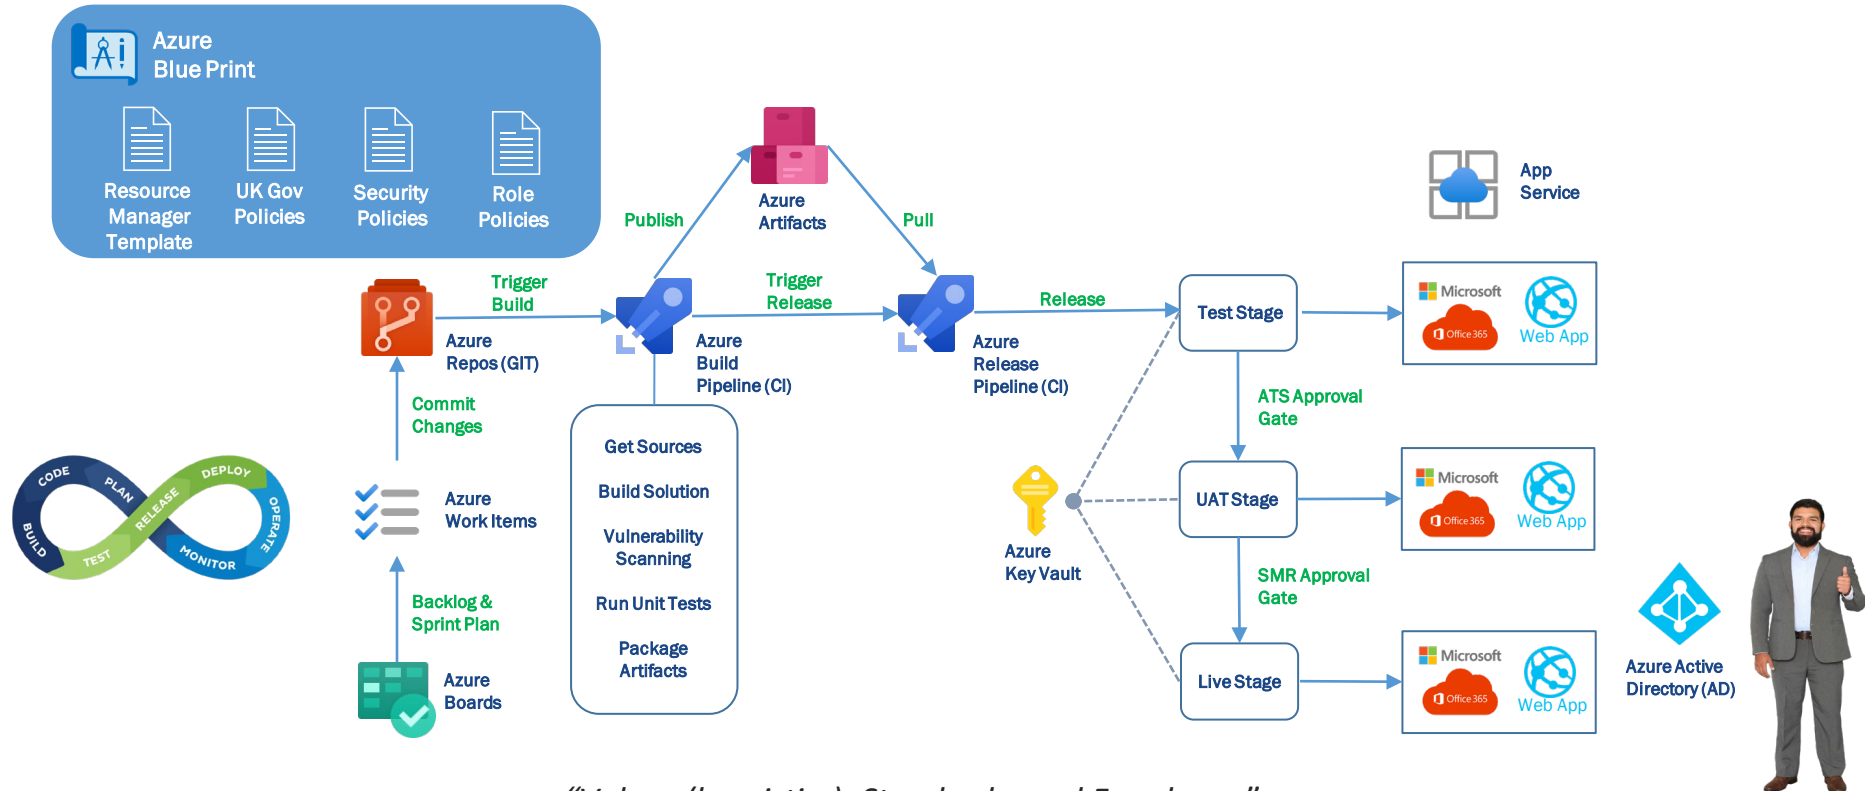 Azure
Blue Print
Resource
Manager
Template
UK Gov
Policies
Security
Policies
Role
Policies
Azure
Artifacts
Publish
Pull
App
Service
Trigger
Build
Trigger
Release
Release
Azure
Repos (GIT)
Azure
Build
Pipeline (CI)
Azure
Release
Pipeline (CI)
Test Stage
Microsoft
Office 365
Web App
Commit
Changes
ATS Approval
Gate
Get Sources
Build Solution
Vulnerability
Scanning
Run Unit Tests
Package
Artifacts
CODE
PLAN
RELEASE
DEPLOY
OPERATE
MONITOR
TEST
BUILD
Azure
Work Items
Azure
Key Vault
UAT Stage
Microsoft
Office 365
Web App
SMR Approval
Gate
Backlog &
Sprint Plan
Azure
Boards
Live Stage
Microsoft
Office 365
Web App
Azure Active
Directory (AD)